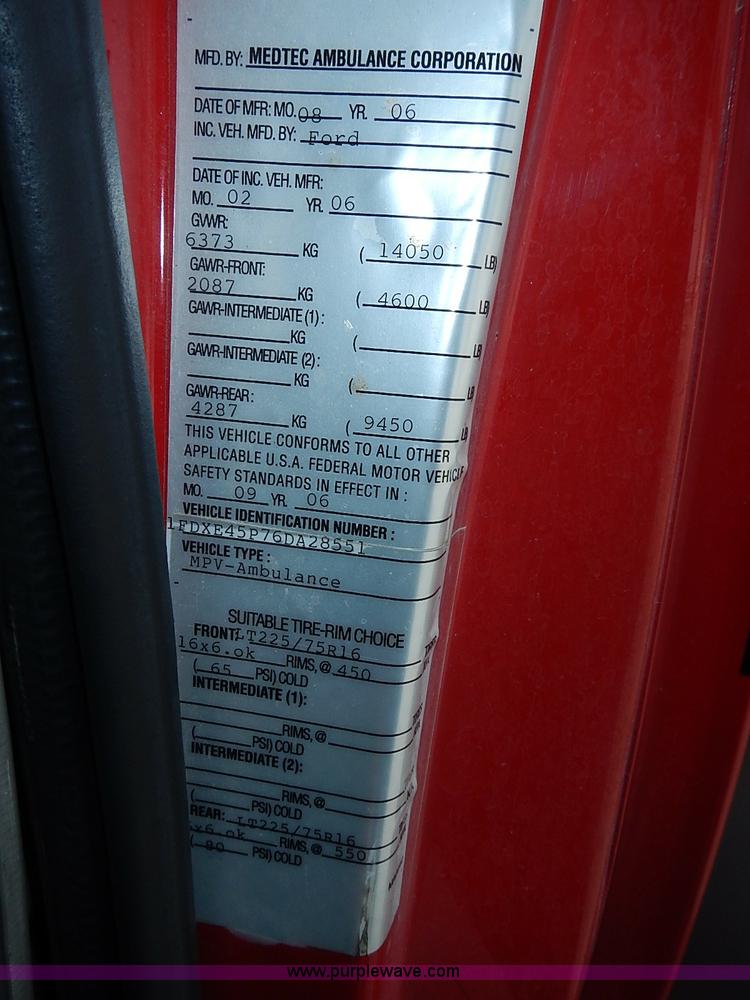 MFD. BY: MEDTEC AMBULANCE CORPORATION
DATE OF MFR: MO. 08 YR. 06
INC. VEH. MFD. BY: Ford
DATE OF INC. VEH. MFR:
MO. 02 YR. 06
GVWR:
6373 KG ( 14050 LB)
GAWR-FRONT:
2087 KG ( 4600 LB)
GAWR-INTERMEDIATE (1):
KG ( LB
GAWR-INTERMEDIATE (2):
KG ( LB
GAWR-REAR:
4287 KG ( 9450 LB
THIS VEHICLE CONFORMS TO ALL OTHER
APPLICABLE U.S.A. FEDERAL MOTOR VEHICLE
SAFETY STANDARDS IN EFFECT IN :
MO. 09 YR. 06
VEHICLE IDENTIFICATION NUMBER :
1FDXE45P76DA28551
VEHICLE TYPE :
MPV-Ambulance
SUITABLE TIRE-RIM CHOICE
FRONT: LT225/75R16
16x6.ok RIMS, @ 450
( 65 PSI) COLD
INTERMEDIATE (1):
RIMS, @
( PSI) COLD
INTERMEDIATE (2):
RIMS, @
( PSI) COLD
REAR: LT225/75R16
x6.ok RIMS, @ 550
( 80 PSI) COLD
www.purplewave.com